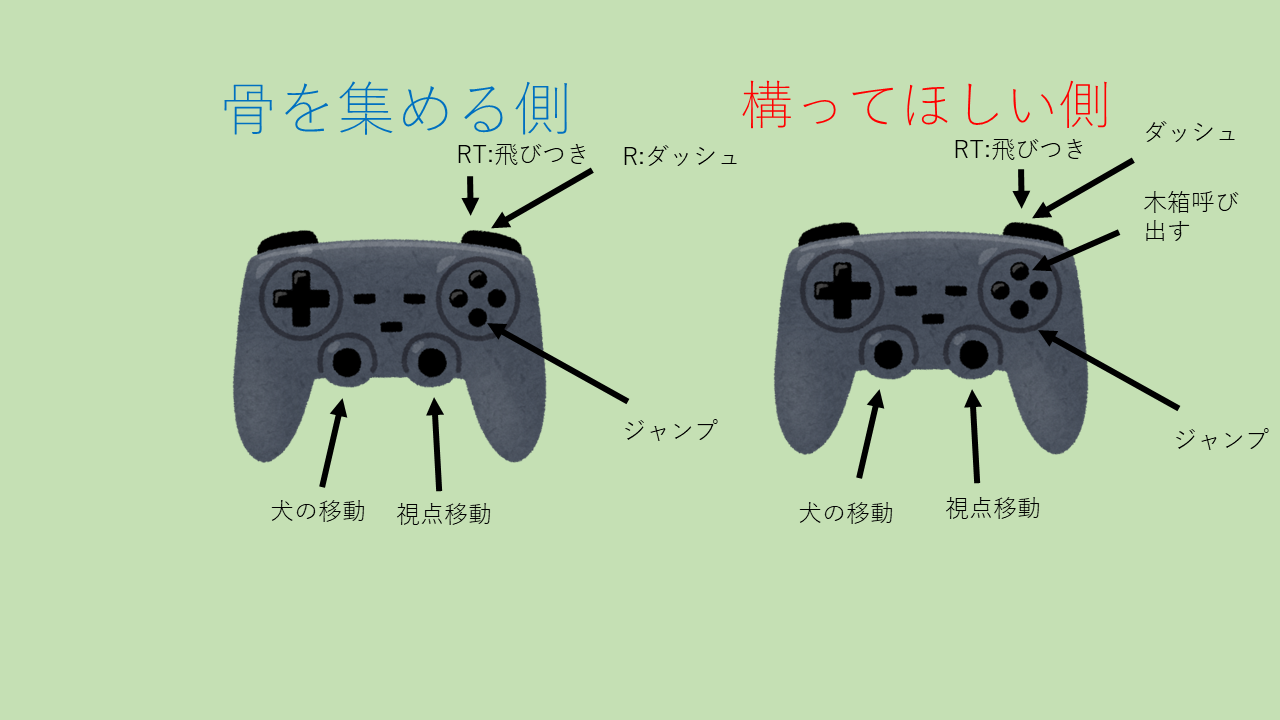 骨を集める側
RT:飛びつき
R:ダッシュ
ジャンプ
犬の移動
視点移動
構ってほしい側
RT:飛びつき
ダッシュ
木箱呼び
出す
ジャンプ
犬の移動
視点移動